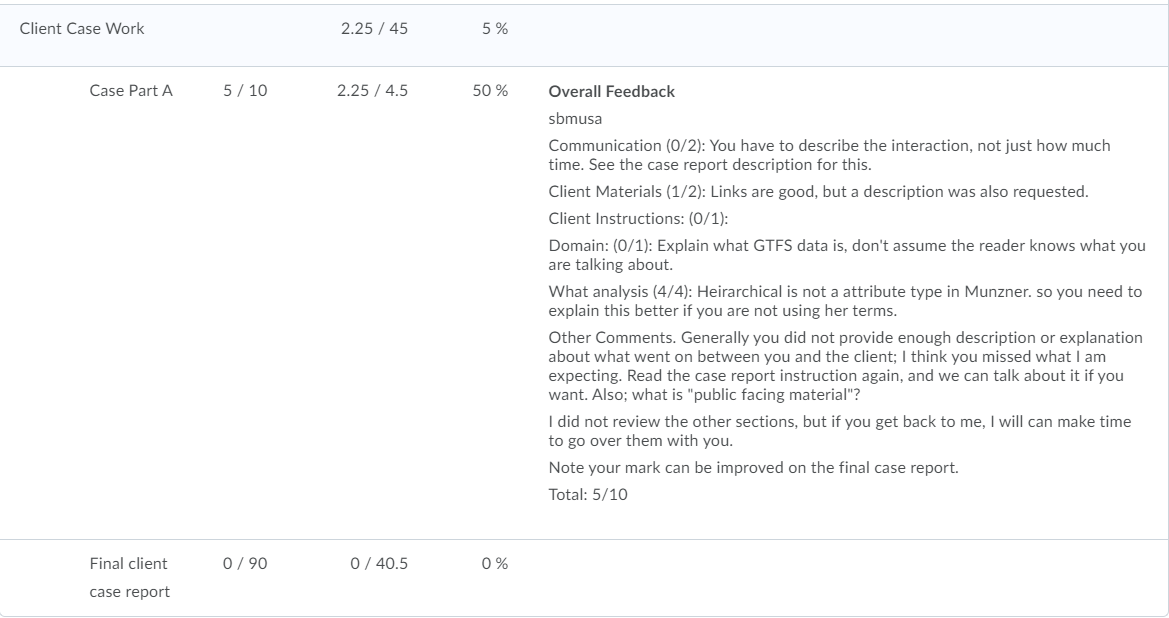 Client Case Work 2.25 / 45 5 %
Case Part A 5 / 10 2.25 / 4.5 50 % Overall Feedback
sbmusa
Communication (0/2): You have to describe the interaction, not just how much
time. See the case report description for this.
Client Materials (1/2): Links are good, but a description was also requested.
Client Instructions: (0/1):
Domain: (0/1): Explain what GTFS data is, don't assume the reader knows what you
are talking about.
What analysis (4/4): Heirarchical is not a attribute type in Munzner. so you need to
explain this better if you are not using her terms.
Other Comments. Generally you did not provide enough description or explanation
about what went on between you and the client; I think you missed what I am
expecting. Read the case report instruction again, and we can talk about it if you
want. Also; what is "public facing material"?
I did not review the other sections, but if you get back to me, I will can make time
to go over them with you.
Note your mark can be improved on the final case report.
Total: 5/10
Final client 0 / 90 0 / 40.5 0 %
case report